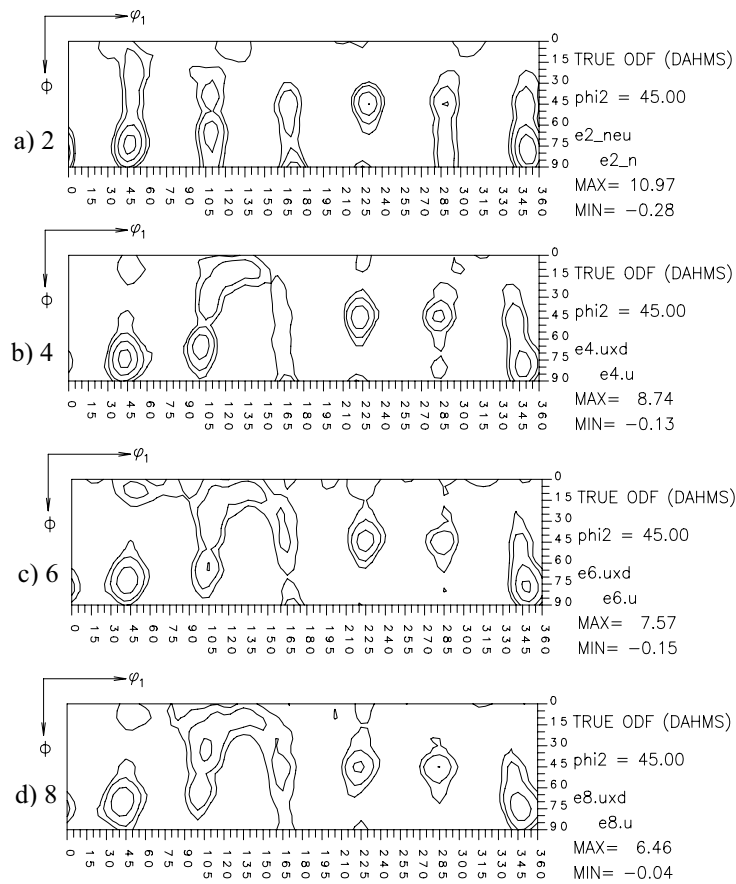 φ1
Φ
0
15
30
45
60
75
90
TRUE ODF (DAHMS)
phi2 = 45.00
e2_neu
e2_n
MAX= 10.97
MIN= −0.28
a) 2
0 15 30 45 60 75 90 105 120 135 150 165 180 195 210 225 240 255 270 285 300 315 330 345 360
φ1
Φ
0
15
30
45
60
75
90
TRUE ODF (DAHMS)
phi2 = 45.00
e4.uxd
e4.u
MAX= 8.74
MIN= −0.13
b) 4
0 15 30 45 60 75 90 105 120 135 150 165 180 195 210 225 240 255 270 285 300 315 330 345 360
φ1
Φ
0
15
30
45
60
75
90
TRUE ODF (DAHMS)
phi2 = 45.00
e6.uxd
e6.u
MAX= 7.57
MIN= −0.15
c) 6
0 15 30 45 60 75 90 105 120 135 150 165 180 195 210 225 240 255 270 285 300 315 330 345 360
φ1
Φ
0
15
30
45
60
75
90
TRUE ODF (DAHMS)
phi2 = 45.00
e8.uxd
e8.u
MAX= 6.46
MIN= −0.04
d) 8
0 15 30 45 60 75 90 105 120 135 150 165 180 195 210 225 240 255 270 285 300 315 330 345 360